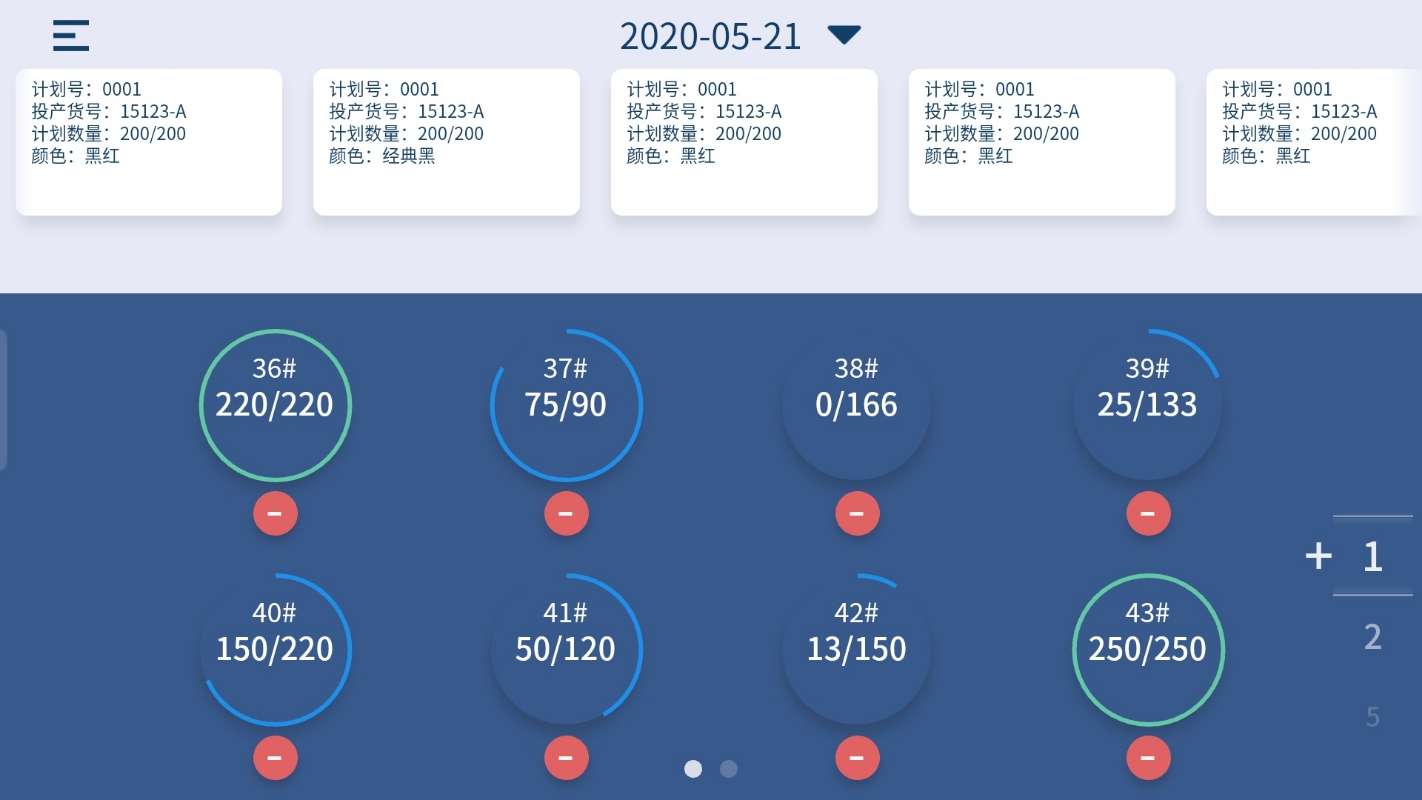 2020-05-21
计划号：0001
投产货号：15123-A
计划数量：200/200
颜色：黑红
计划号：0001
投产货号：15123-A
计划数量：200/200
颜色：经典黑
计划号：0001
投产货号：15123-A
计划数量：200/200
颜色：黑红
计划号：0001
投产货号：15123-A
计划数量：200/200
颜色：黑红
计划号：0001
投产货号：15123-A
计划数量：200/200
颜色：黑红
36#
220/220
-
37#
75/90
-
38#
0/166
-
39#
25/133
-
40#
150/220
-
41#
50/120
-
42#
13/150
-
43#
250/250
-
+ 1
2
5